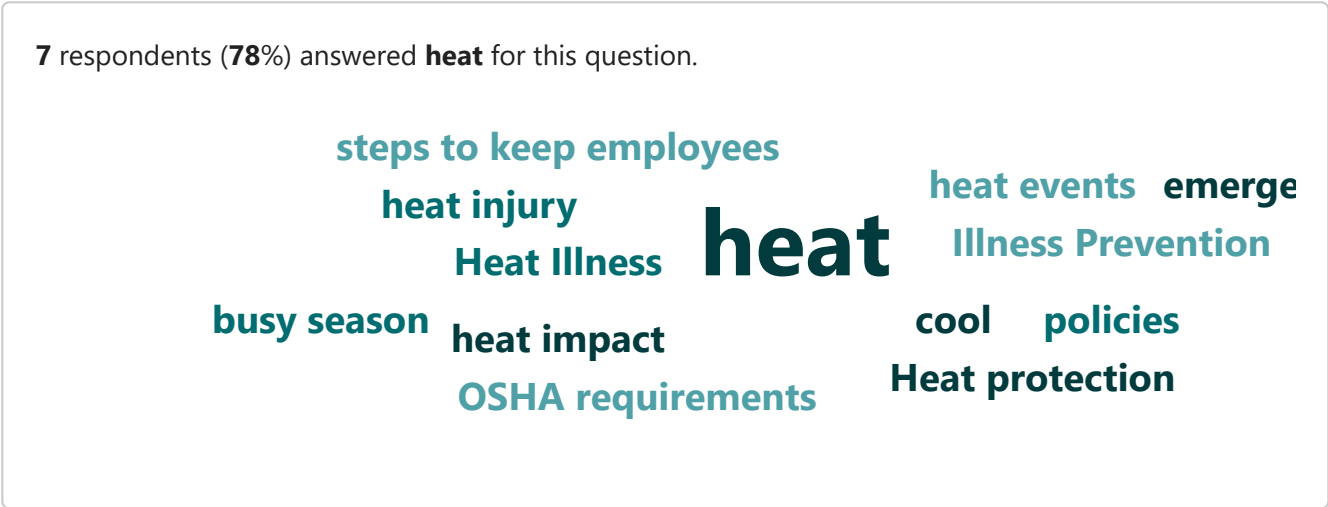 7 respondents (78%) answered heat for this question.
steps to keep employees
heat events emerge
heat injury
heat
Illness Prevention
Heat Illness
busy season
cool policies
heat impact
Heat protection
OSHA requirements